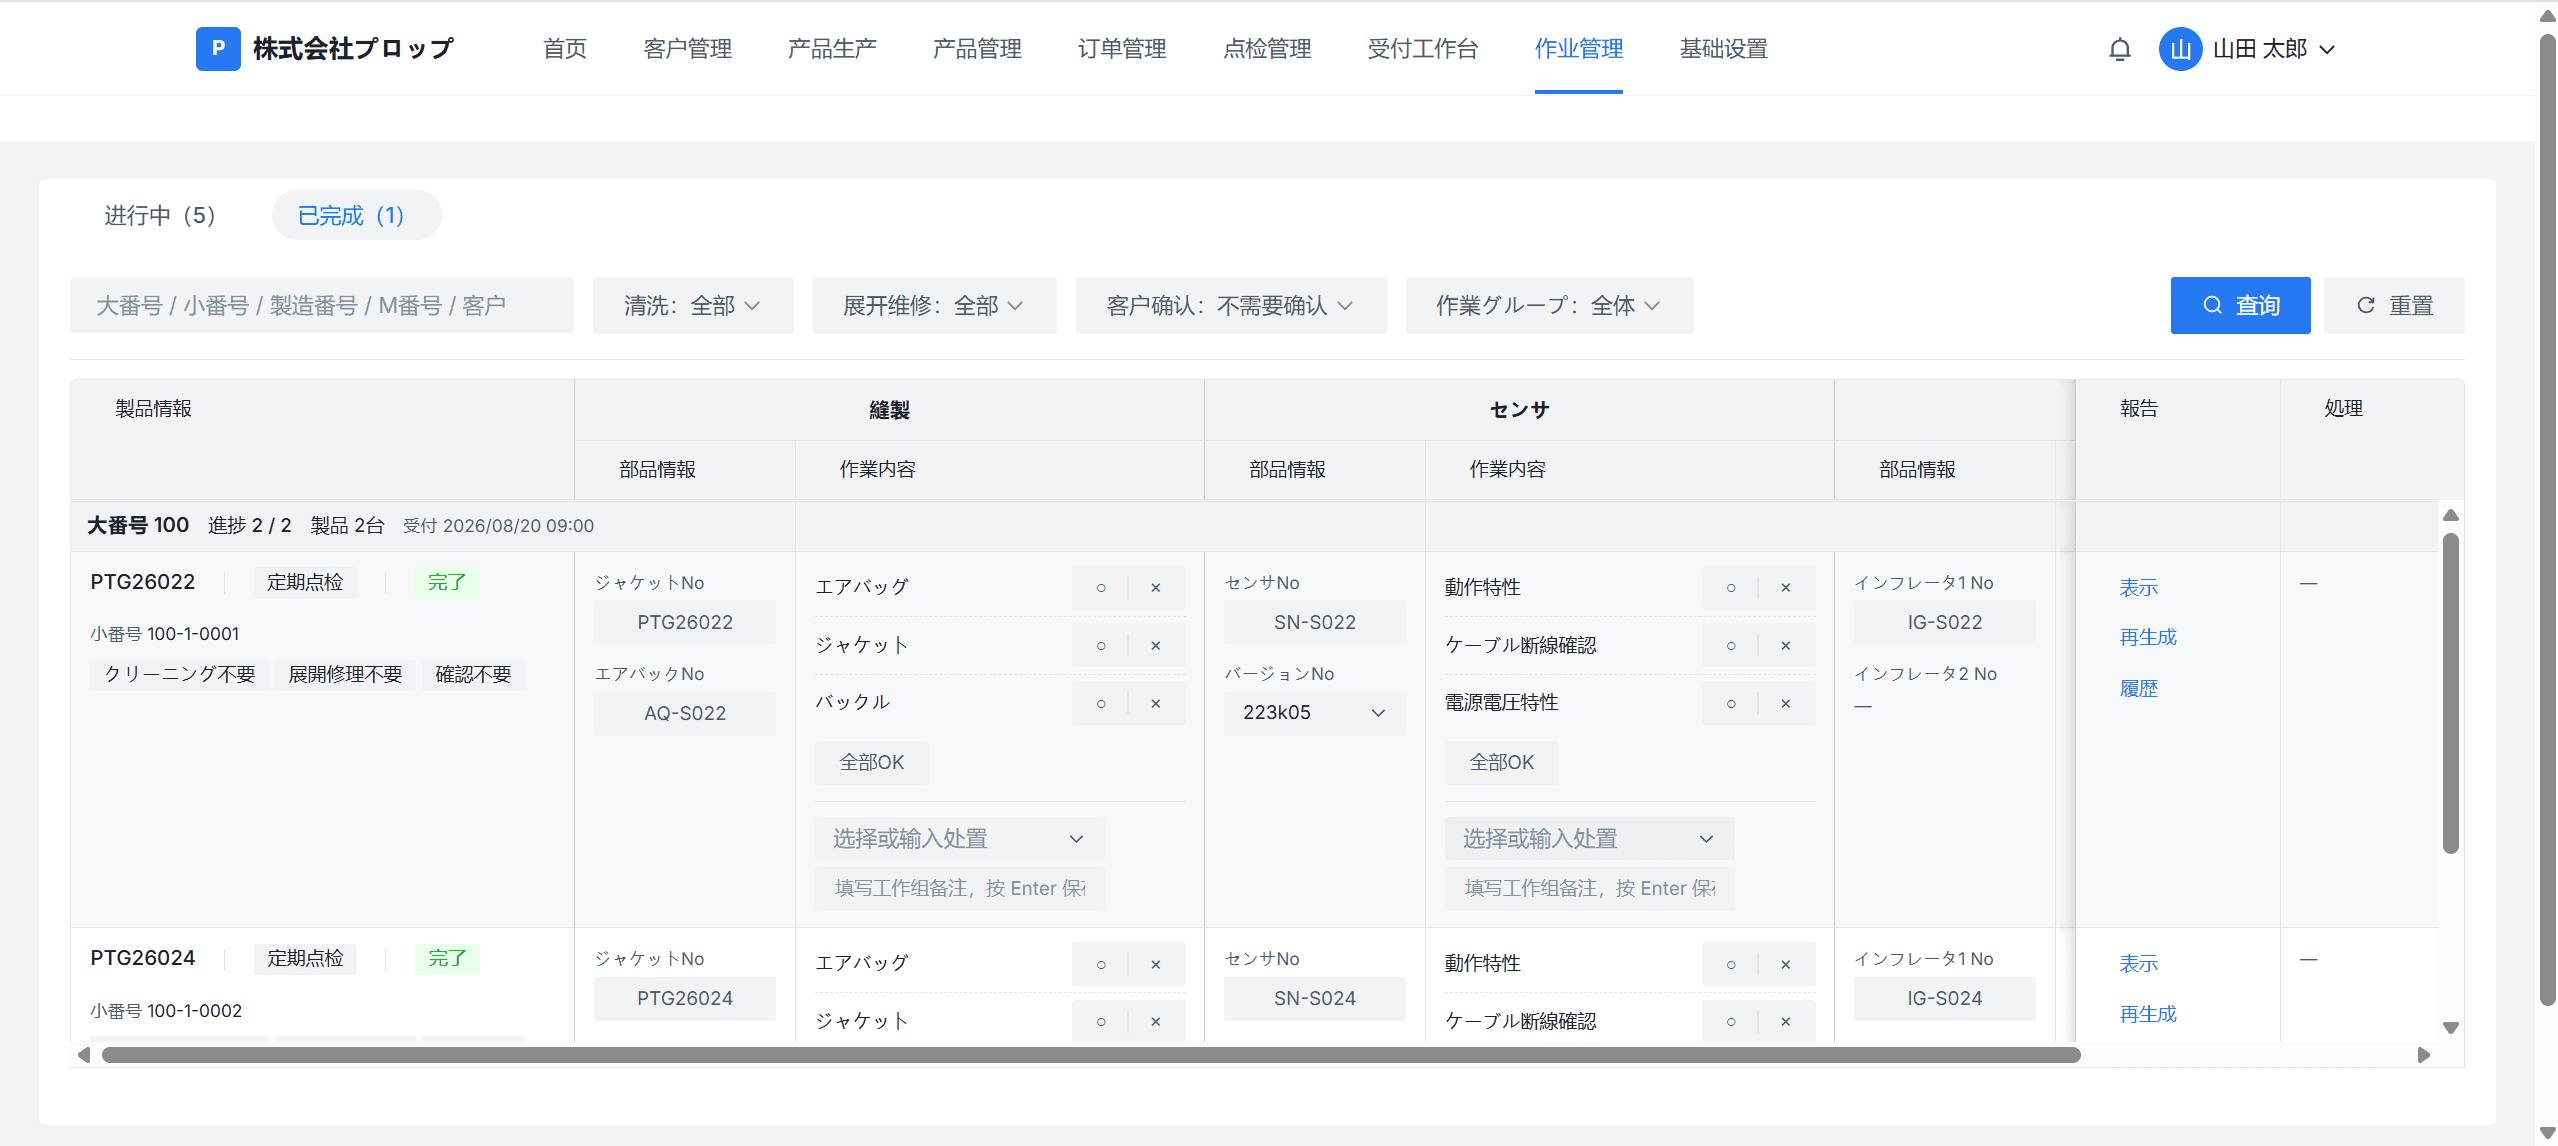 P 株式会社プロップ 首页 客户管理 产品生产 产品管理 订单管理 点检管理 受付工作台 作业管理 基础设置 山 山田 太郎
进行中（5） 已完成（1）
大番号 / 小番号 / 製造番号 / M番号 / 客户 清洗：全部 展开维修：全部 客户确认：不需要确认 作業グループ：全体 查询 重置
製品情報 縫製 センサ 報告 処理
部品情報 作業内容 部品情報 作業内容 部品情報
大番号 100 進捗 2 / 2 製品 2台 受付 2026/08/20 09:00
PTG26022 定期点検 完了 ジャケットNo エアバッグ ○ × センサNo 動作特性 ○ × インフレータ1 No 表示 —
PTG26022 SN-S022 IG-S022
小番号 100-1-0001 ジャケット ○ × ケーブル断線確認 ○ × 再生成
クリーニング不要 展開修理不要 確認不要 エアバックNo バージョンNo インフレータ2 No 履歴
AQ-S022 バックル ○ × 223k05 電源電圧特性 ○ × —
全部OK 全部OK
选择或输入处置 选择或输入处置
填写工作组备注，按 Enter 保 填写工作组备注，按 Enter 保
PTG26024 定期点検 完了 ジャケットNo エアバッグ ○ × センサNo 動作特性 ○ × インフレータ1 No 表示 —
PTG26024 SN-S024 IG-S024
小番号 100-1-0002 ジャケット ○ × ケーブル断線確認 ○ × 再生成